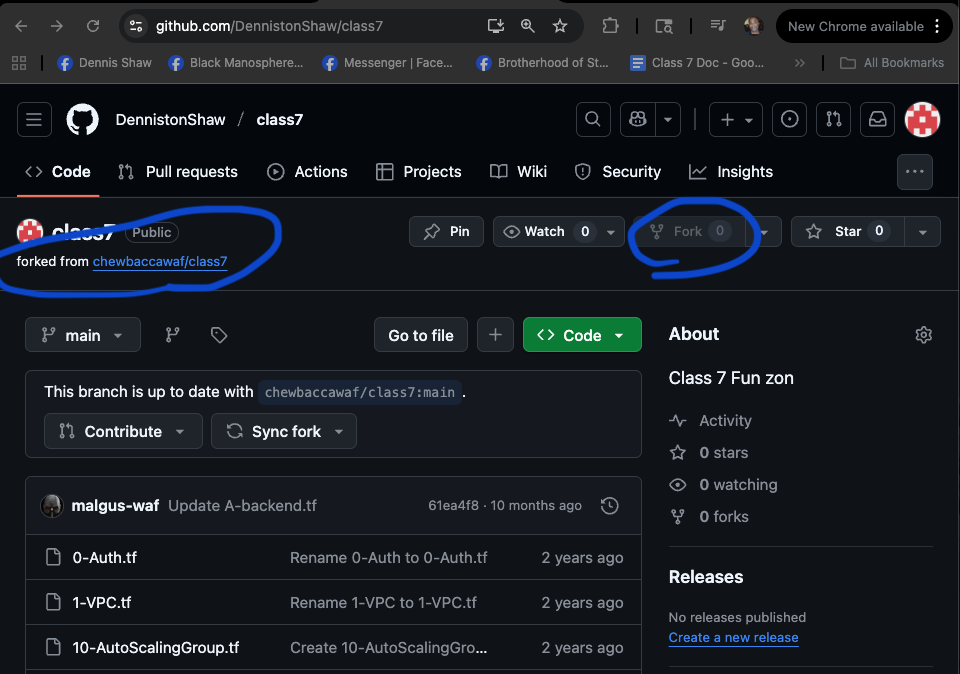 github.com/DennistonShaw/class7
New Chrome available
Dennis Shaw
Black Manosphere...
Messenger | Face...
Brotherhood of St...
Class 7 Doc - Goo...
All Bookmarks
DennistonShaw / class7
Code
Pull requests
Actions
Projects
Wiki
Security
Insights
class7 Public
Pin
Watch 0
Fork 0
Star 0
forked from chewbaccawaf/class7
main
Go to file
Code
This branch is up to date with chewbaccawaf/class7:main .
Contribute
Sync fork
malgus-waf Update A-backend.tf 61ea4f8 · 10 months ago
0-Auth.tf Rename 0-Auth to 0-Auth.tf 2 years ago
1-VPC.tf Rename 1-VPC to 1-VPC.tf 2 years ago
10-AutoScalingGroup.tf Create 10-AutoScalingGro... 2 years ago
About
Class 7 Fun zon
Activity
0 stars
0 watching
0 forks
Releases
No releases published
Create a new release